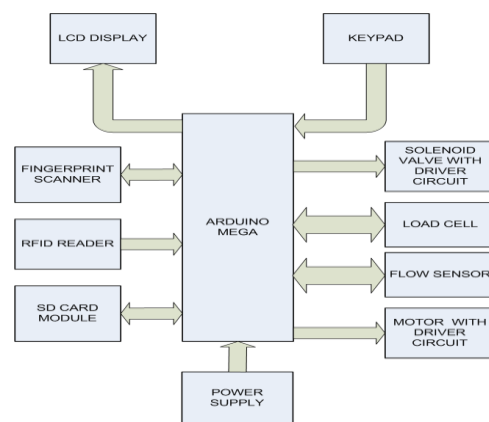 LCD DISPLAY
KEYPAD
FINGERPRINT
SCANNER
RFID READER
SD CARD
MODULE
ARDUINO
MEGA
SOLENOID
VALVE WITH
DRIVER
CIRCUIT
LOAD CELL
FLOW SENSOR
MOTOR WITH
DRIVER
CIRCUIT
POWER
SUPPLY